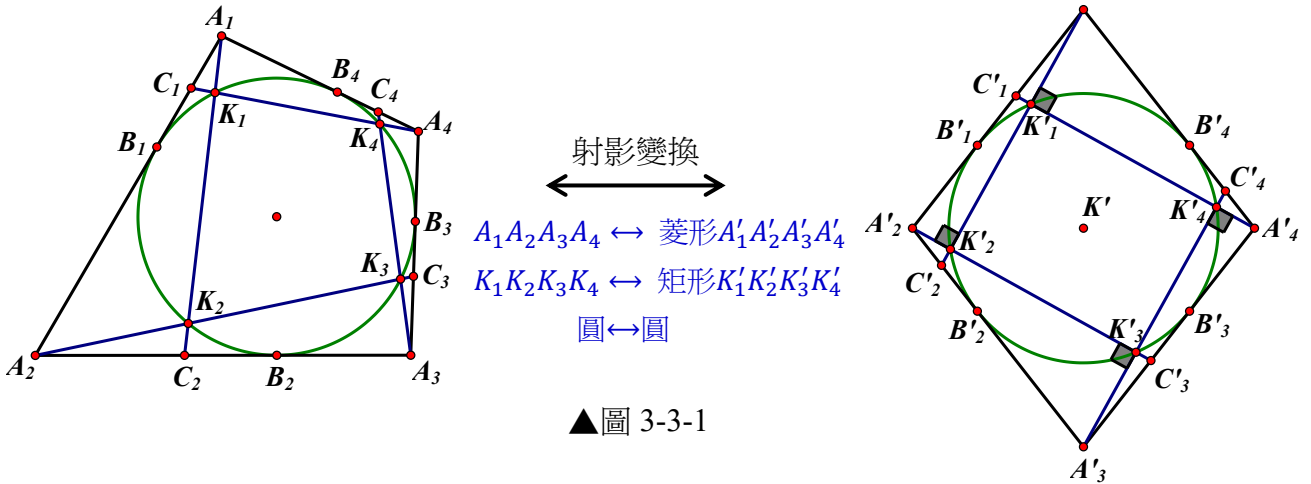 A₁
B₄
C₁
C₄
K₁
A₄
K₄
B₁
B₃
K₃
C₃
K₂
A₂
C₂
B₂
A₃
射影變換
A₁A₂A₃A₄ ↔ 菱形A′₁A′₂A′₃A′₄
K₁K₂K₃K₄ ↔ 矩形K′₁K′₂K′₃K′₄
圓↔圓
▲圖 3-3-1
C'₁
K'₁
B'₁
B'₄
C'₄
A'₂
K'
K'₄
A'₄
K'₂
C'₂
B'₂
B'₃
K'₃
C'₃
A'₃